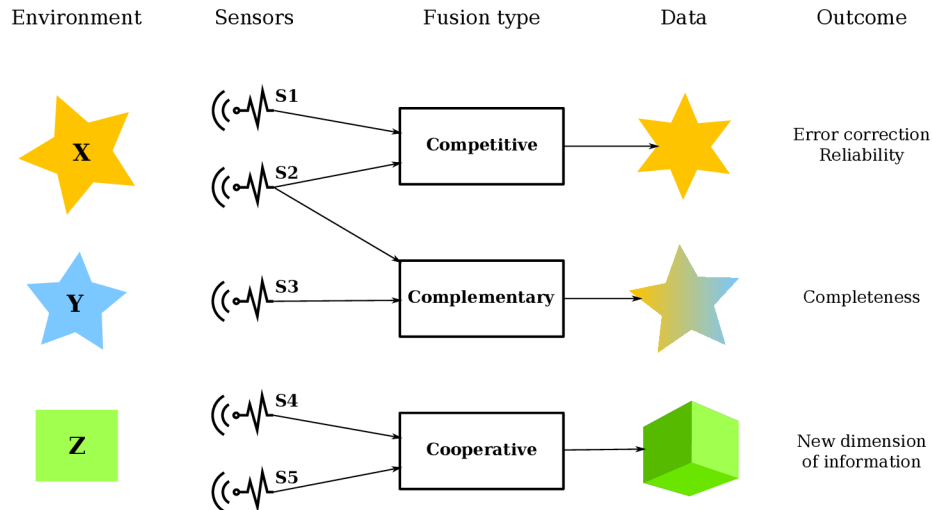 Environment
Sensors
Fusion type
Data
Outcome
X
S1
S2
Competitive
Error correction
Reliability
Y
S3
Complementary
Completeness
Z
S4
S5
Cooperative
New dimension
of information